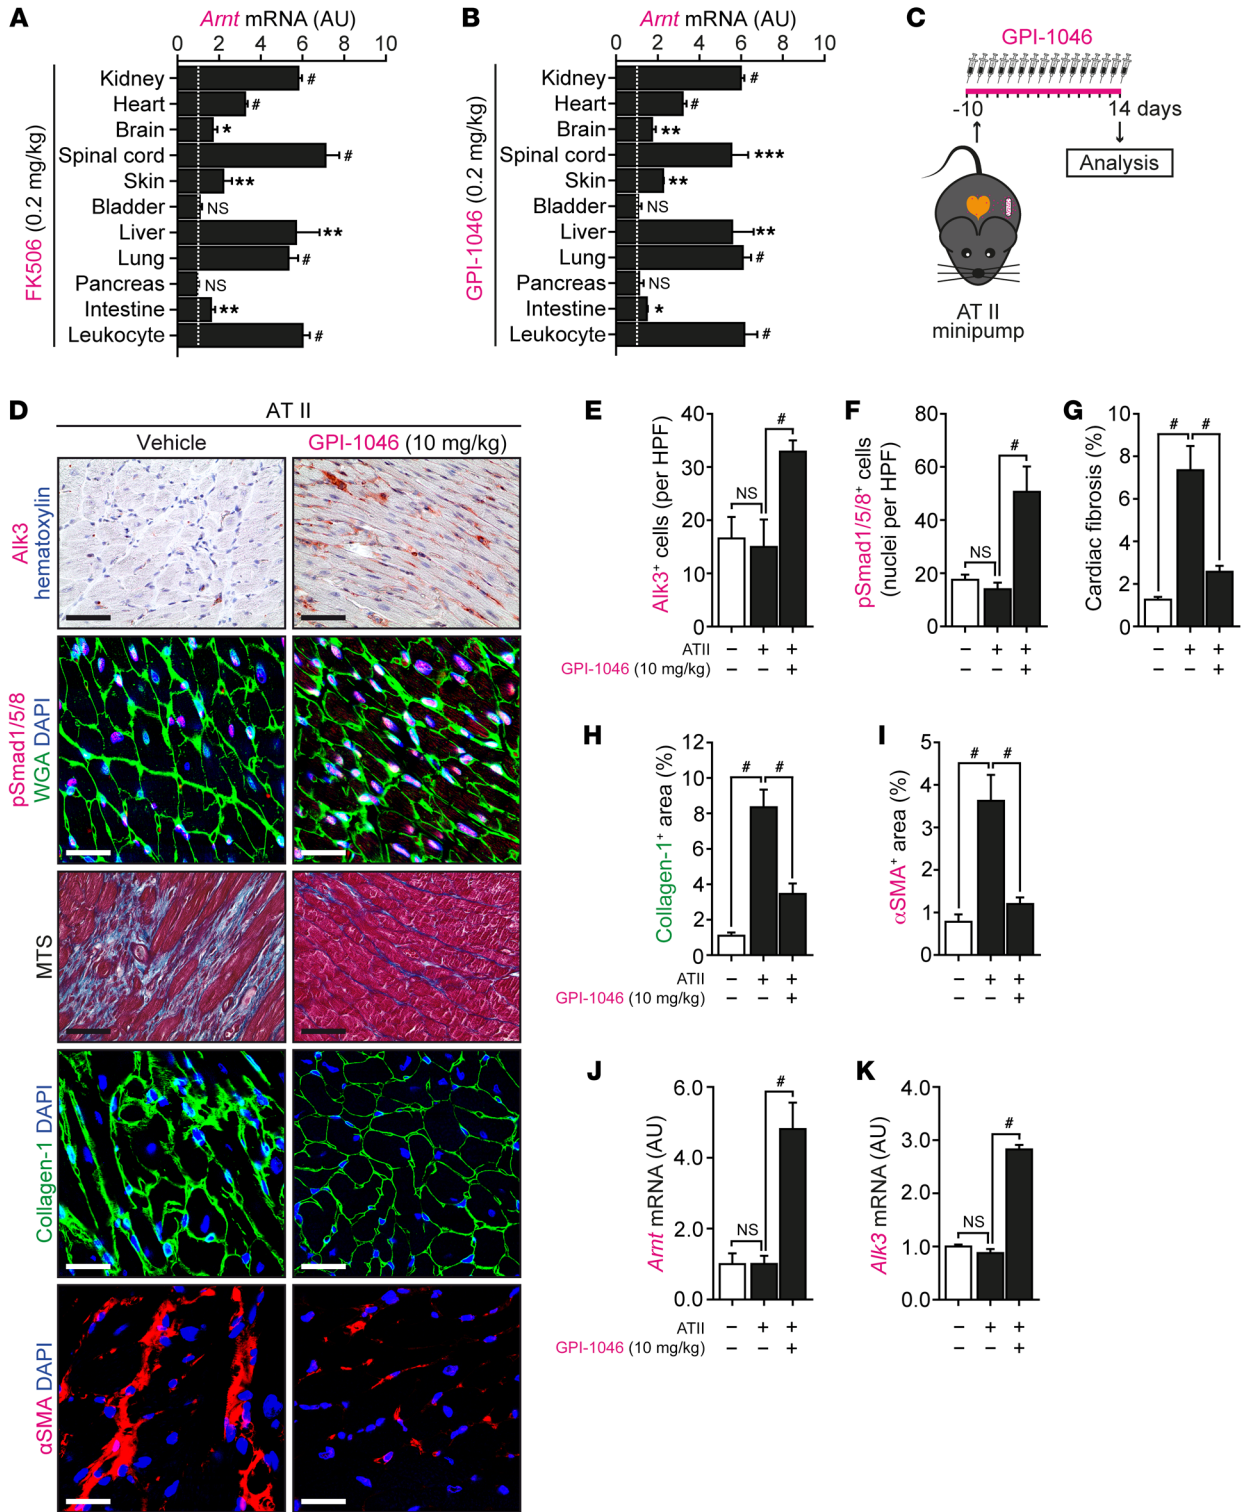 A
Arnt mRNA (AU)
0 2 4 6 8 10
FK506 (0.2 mg/kg)
Kidney #
Heart #
Brain *
Spinal cord #
Skin **
Bladder NS
Liver **
Lung #
Pancreas NS
Intestine **
Leukocyte #
B
Arnt mRNA (AU)
0 2 4 6 8 10
GPI-1046 (0.2 mg/kg)
Kidney #
Heart #
Brain **
Spinal cord ***
Skin **
Bladder NS
Liver **
Lung #
Pancreas NS
Intestine *
Leukocyte #
C
GPI-1046
-10 14 days
Analysis
AT II
minipump
D
AT II
Vehicle GPI-1046 (10 mg/kg)
Alk3
hematoxylin
pSmad1/5/8
WGA DAPI
MTS
Collagen-1 DAPI
αSMA DAPI
E
Alk3+ cells (per HPF)
40
30
20
10
0
NS #
ATII − + +
GPI-1046 (10 mg/kg) − − +
F
pSmad1/5/8+ cells
(nuclei per HPF)
80
60
40
20
0
NS #
− + +
− − +
G
Cardiac fibrosis (%)
10
8
6
4
2
0
# #
− + +
− − +
H
Collagen-1+ area (%)
12
10
8
6
4
2
0
# #
ATII − + +
GPI-1046 (10 mg/kg) − − +
I
αSMA+ area (%)
5
4
3
2
1
0
# #
− + +
− − +
J
Arnt mRNA (AU)
6.0
4.0
2.0
0.0
NS #
ATII − + +
GPI-1046 (10 mg/kg) − − +
K
Alk3 mRNA (AU)
4.0
3.0
2.0
1.0
0.0
NS #
− + +
− − +